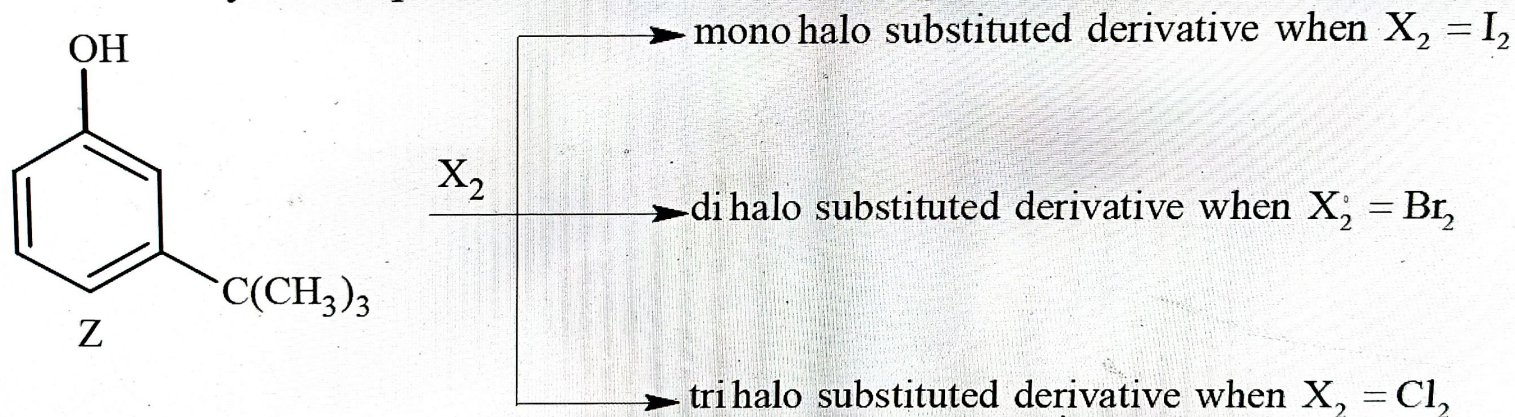 OH
mono halo substituted derivative when X₂ = I₂
X₂
di halo substituted derivative when X₂ = Br₂
C(CH₃)₃
Z
tri halo substituted derivative when X₂ = Cl₂